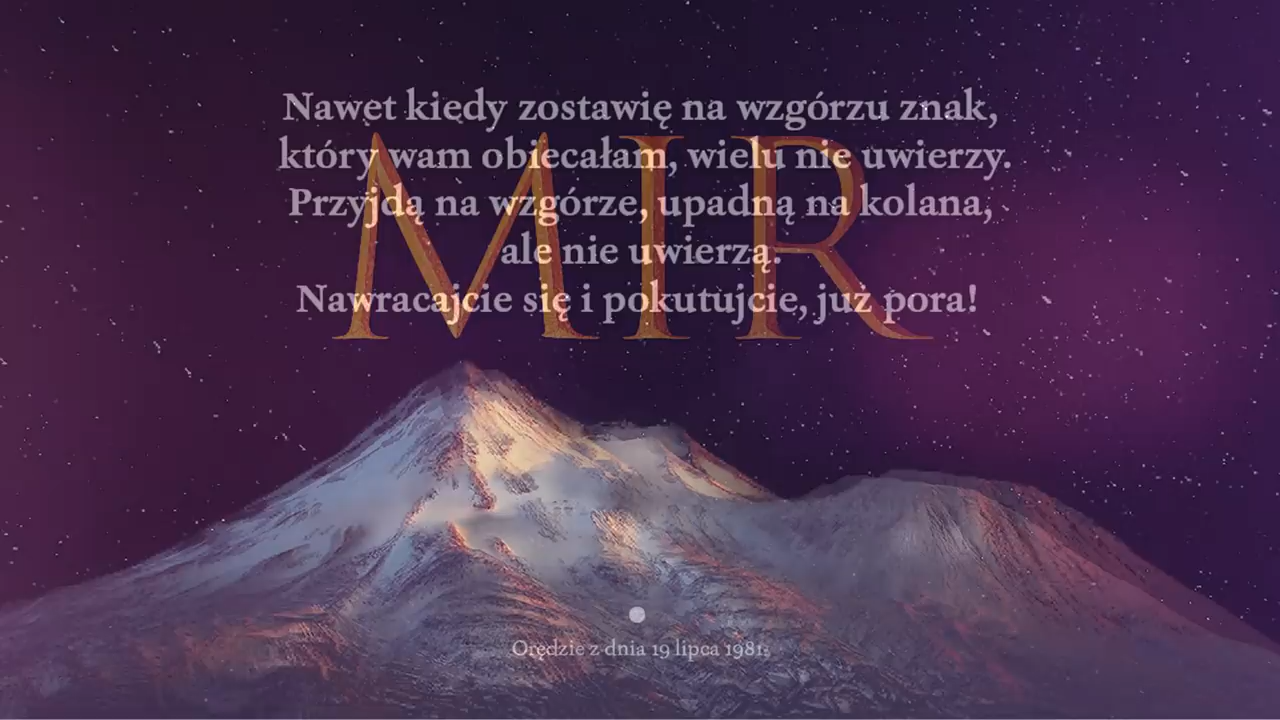 Nawet kiedy zostawię na wzgórzu znak,
który wam obiecałam, wielu nie uwierzy.
Przyjdą na wzgórze, upadną na kolana,
ale nie uwierzą.
Nawracajcie się i pokutujcie, już pora!
MIR
Orędzie z dnia 19 lipca 1981r.